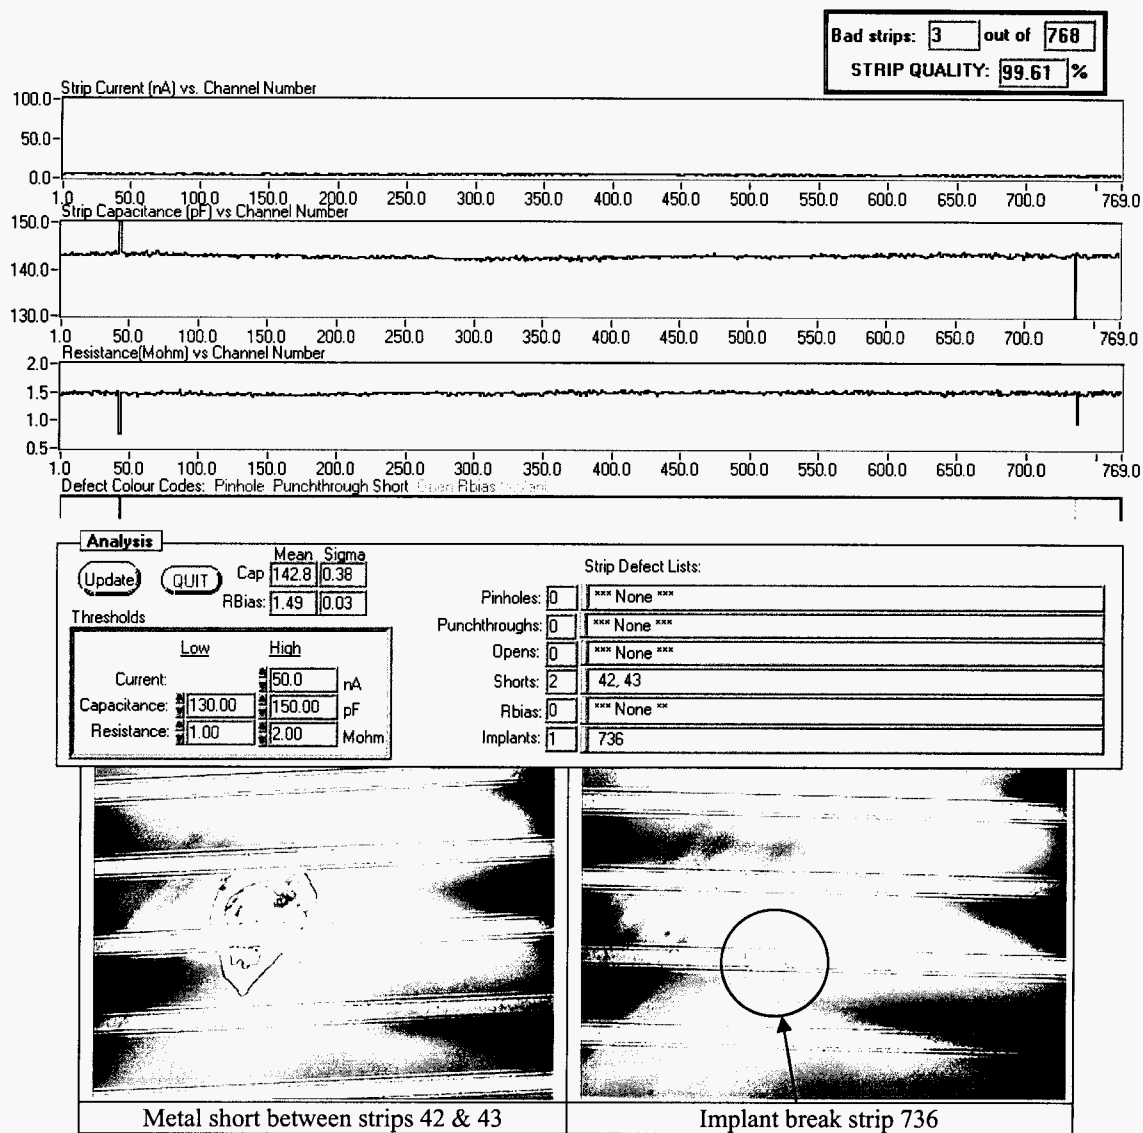 Bad strips: 3 out of 768
STRIP QUALITY: 99.61 %
Strip Current (nA) vs. Channel Number
100.0
50.0
0.0
1.0 50.0 100.0 150.0 200.0 250.0 300.0 350.0 400.0 450.0 500.0 550.0 600.0 650.0 700.0 769.0
Strip Capacitance (pF) vs Channel Number
150.0
140.0
130.0
1.0 50.0 100.0 150.0 200.0 250.0 300.0 350.0 400.0 450.0 500.0 550.0 600.0 650.0 700.0 769.0
Resistance(Mohm) vs Channel Number
2.0
1.5
1.0
0.5
1.0 50.0 100.0 150.0 200.0 250.0 300.0 350.0 400.0 450.0 500.0 550.0 600.0 650.0 700.0 769.0
Defect Colour Codes: Pinhole Punchthrough Short Open Rbias
Analysis
Update QUIT
Mean Sigma
Cap 142.8 0.38
RBias: 1.49 0.03
Thresholds
Low High
Current: 50.0 nA
Capacitance: 130.00 150.00 pF
Resistance: 1.00 2.00 Mohm
Strip Defect Lists:
Pinholes: 0 *** None ***
Punchthroughs: 0 *** None ***
Opens: 0 *** None ***
Shorts: 2 42, 43
Rbias: 0 *** None **
Implants: 1 736
Metal short between strips 42 & 43
Implant break strip 736